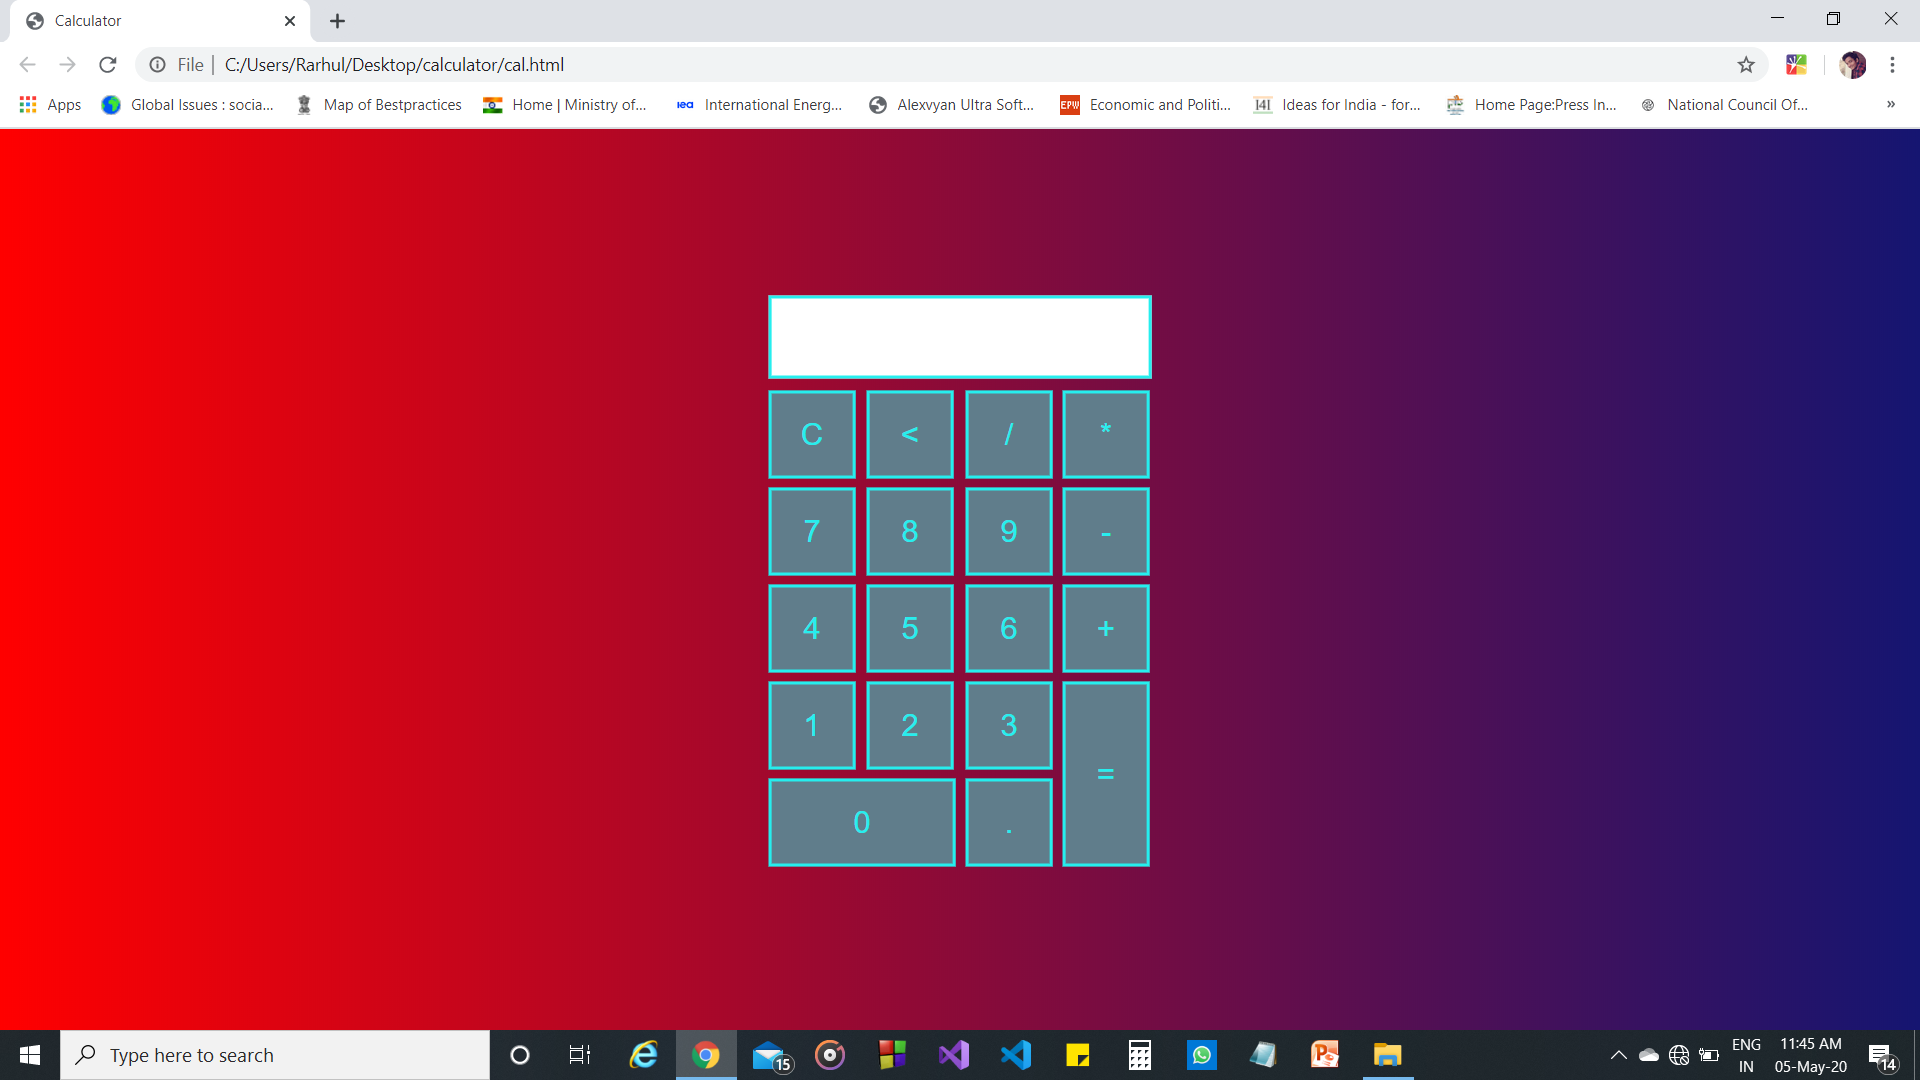 Calculator
File | C:/Users/Rarhul/Desktop/calculator/cal.html
Apps Global Issues : socia... Map of Bestpractices Home | Ministry of... iea International Energ... Alexvyan Ultra Soft... EPW Economic and Politi... I4I Ideas for India - for... Home Page:Press In... National Council Of... »
C < / *
7 8 9 -
4 5 6 +
1 2 3
=
0 .
Type here to search
15
ENG
IN
11:45 AM
05-May-20
14